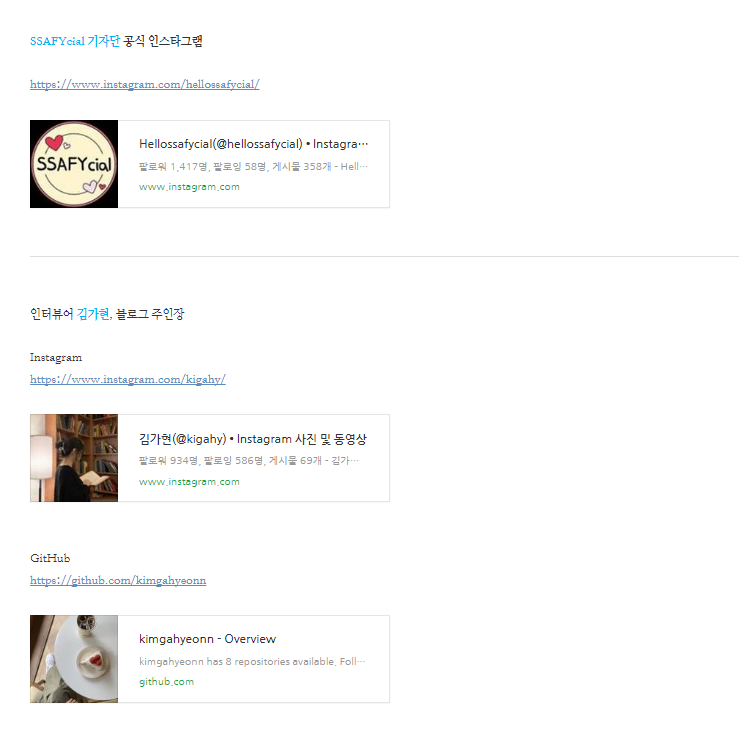 SSAFYcial 기자단 공식 인스타그램
https://www.instagram.com/hellossafycial/
SSAFYcial
Hellossafycial(@hellossafycial) • Instagra…
팔로워 1,417명, 팔로잉 58명, 게시물 358개 - Hell…
www.instagram.com
인터뷰어 김가현, 블로그 주인장
Instagram
https://www.instagram.com/kigahy/
김가현(@kigahy) • Instagram 사진 및 동영상
팔로워 934명, 팔로잉 586명, 게시물 69개 - 김가…
www.instagram.com
GitHub
https://github.com/kimgahyeonn
kimgahyeonn - Overview
kimgahyeonn has 8 repositories available. Foll…
github.com